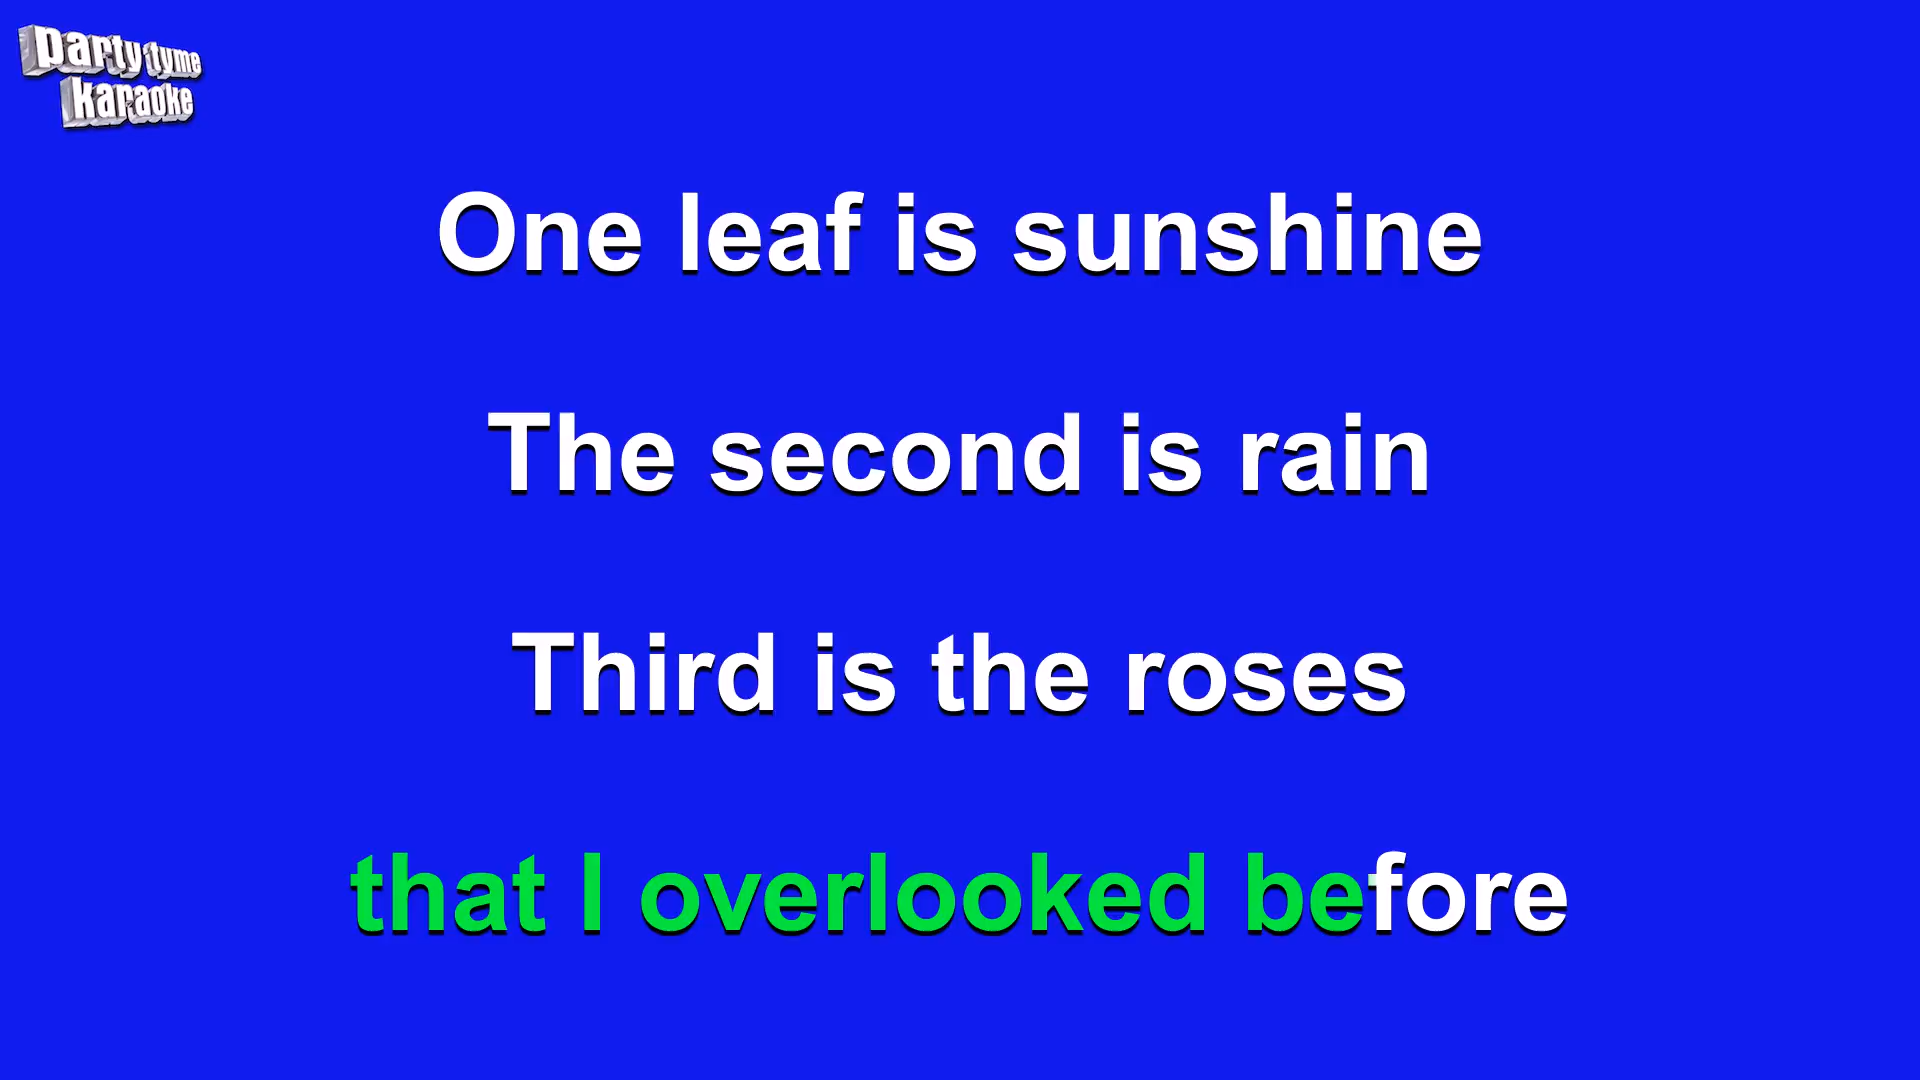 party tyme
karaoke
One leaf is sunshine
The second is rain
Third is the roses
that I overlooked before